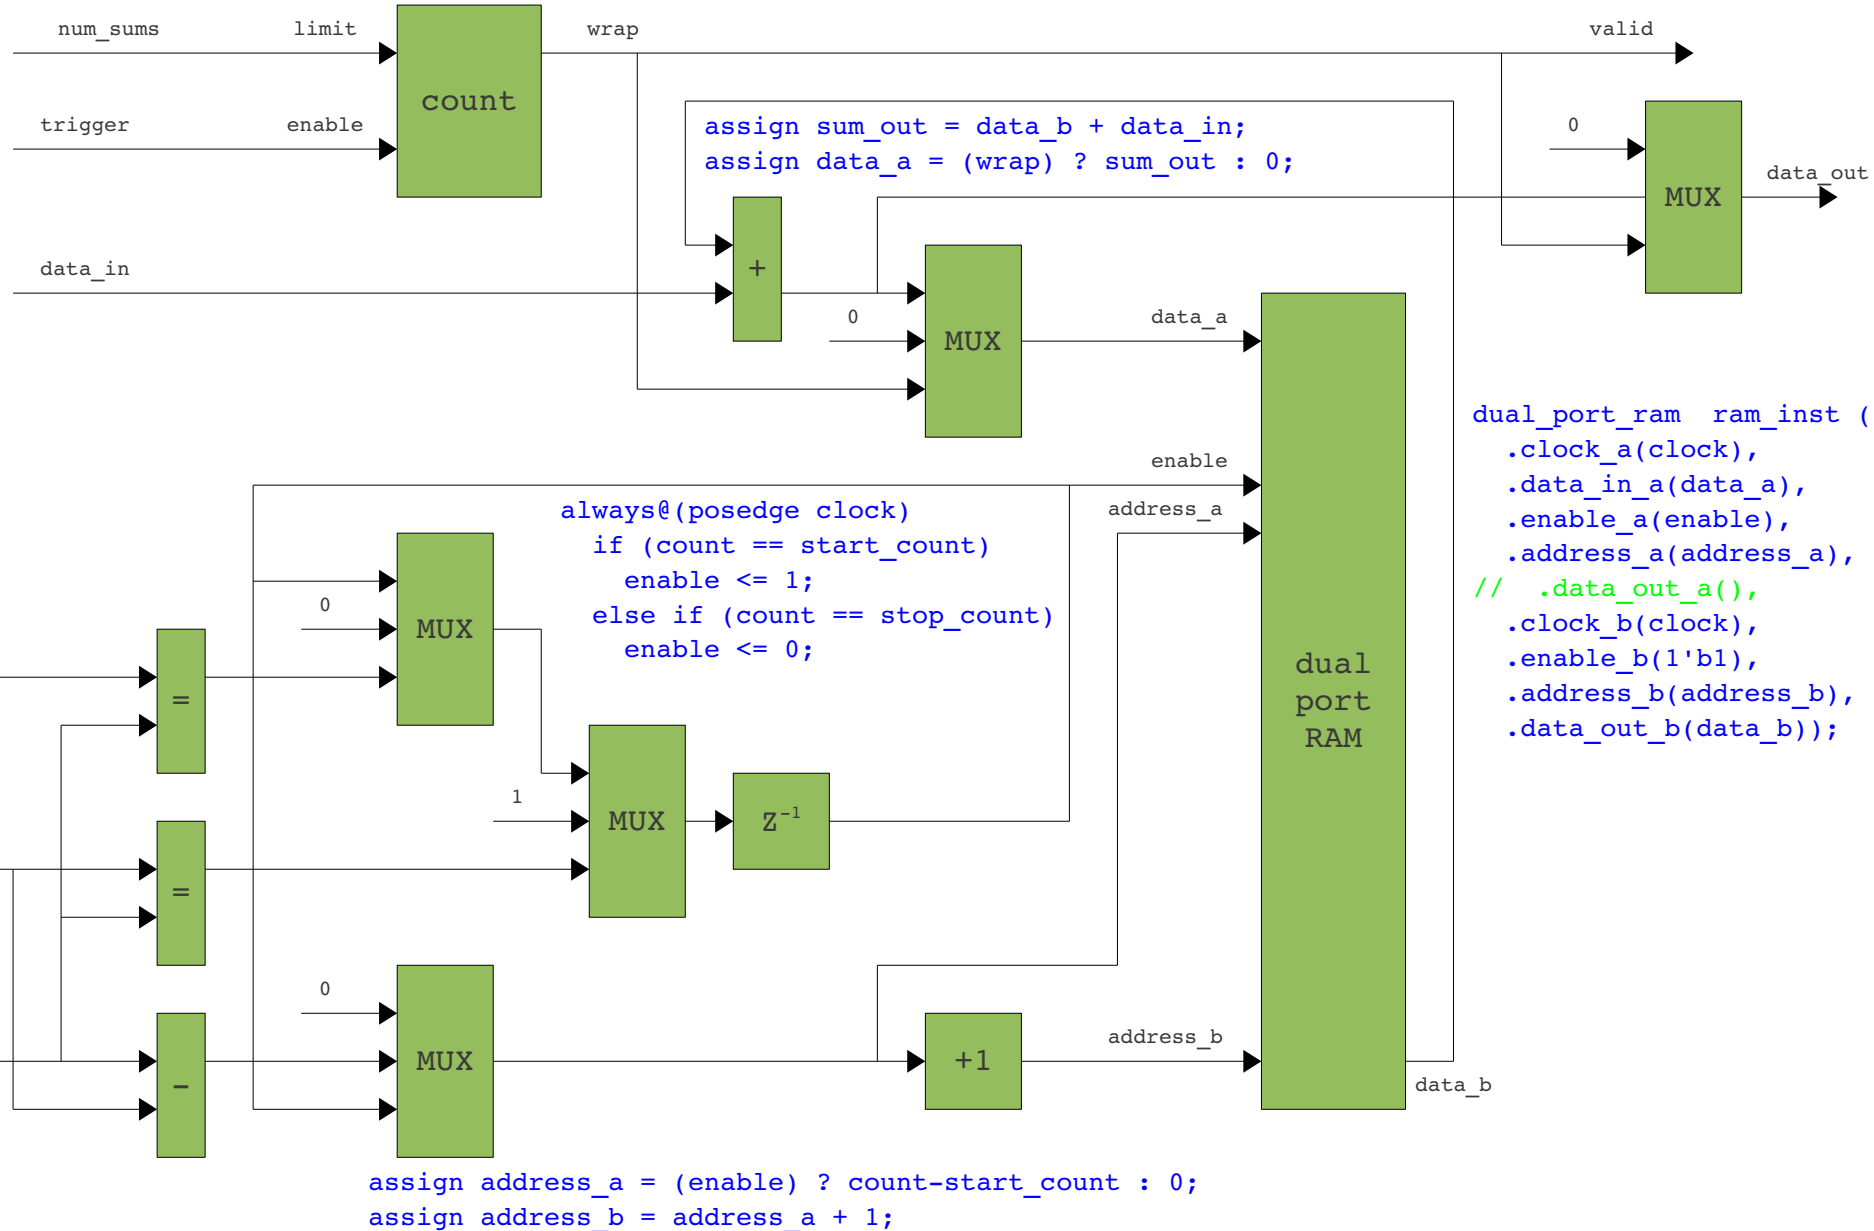 num_sums limit wrap valid
count
trigger enable
assign sum_out = data_b + data_in;
assign data_a = (wrap) ? sum_out : 0;
0
MUX
data_out
data_in
+
0
MUX
data_a
dual_port_ram ram_inst (
.clock_a(clock),
.data_in_a(data_a),
.enable_a(enable),
.address_a(address_a),
// .data_out_a(),
.clock_b(clock),
.enable_b(1'b1),
.address_b(address_b),
.data_out_b(data_b));
enable
address_a
always@(posedge clock)
if (count == start_count)
enable <= 1;
else if (count == stop_count)
enable <= 0;
0
MUX
=
dual
port
RAM
1
MUX
Z⁻¹
=
0
MUX
-
+1
address_b
data_b
assign address_a = (enable) ? count-start_count : 0;
assign address_b = address_a + 1;